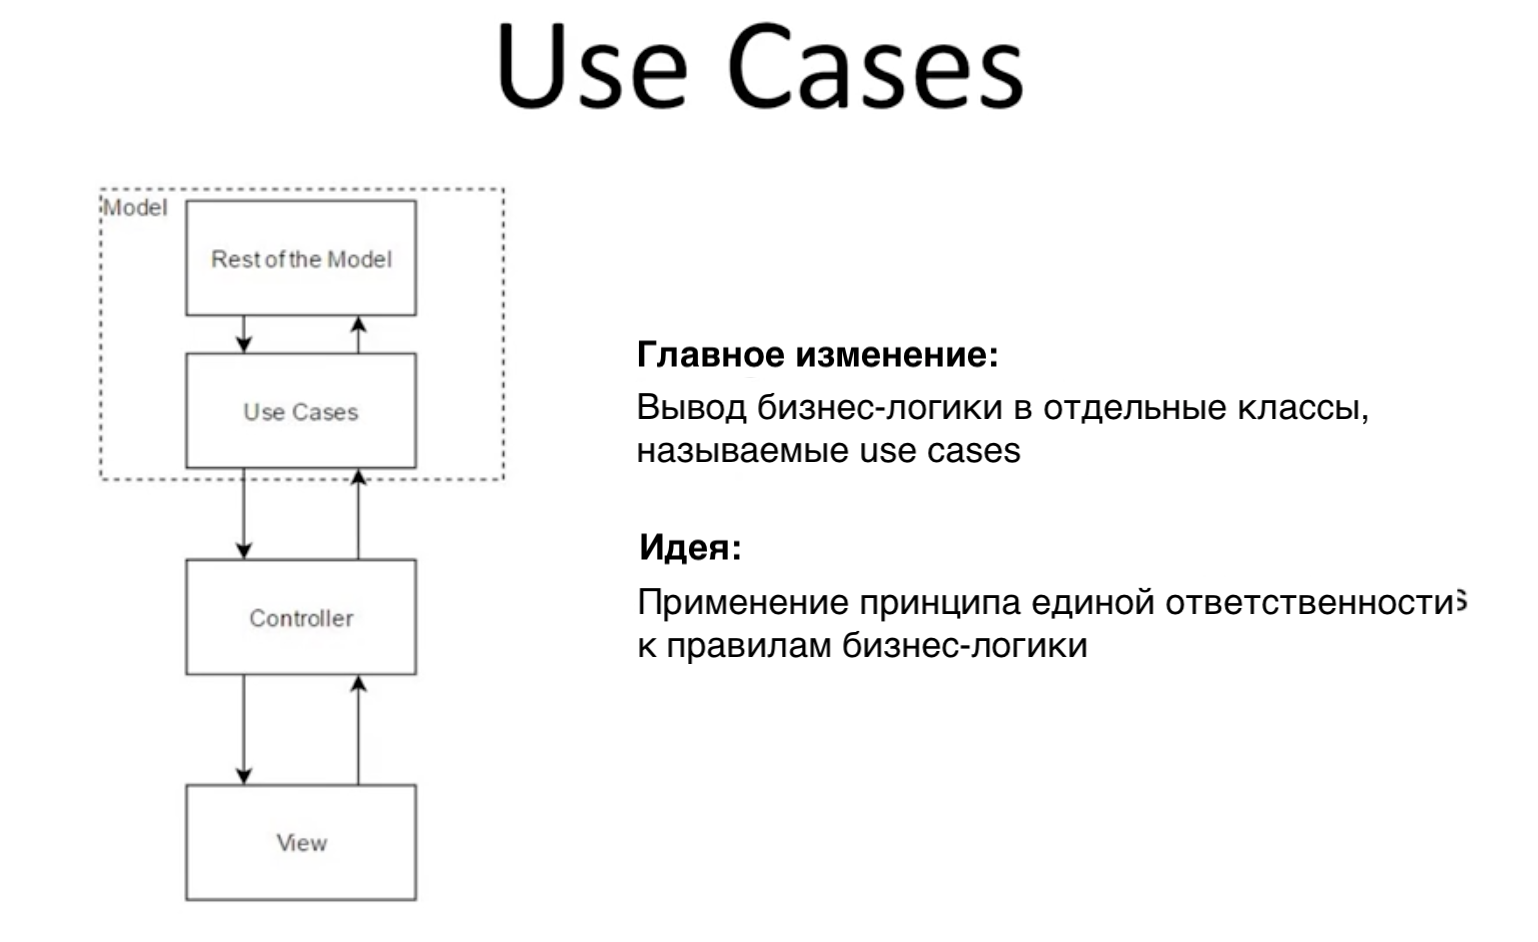 Use Cases
Model
Rest of the Model
Use Cases
Controller
View
Главное изменение:
Вывод бизнес-логики в отдельные классы,
называемые use cases
Идея:
Применение принципа единой ответственностиs
к правилам бизнес-логики